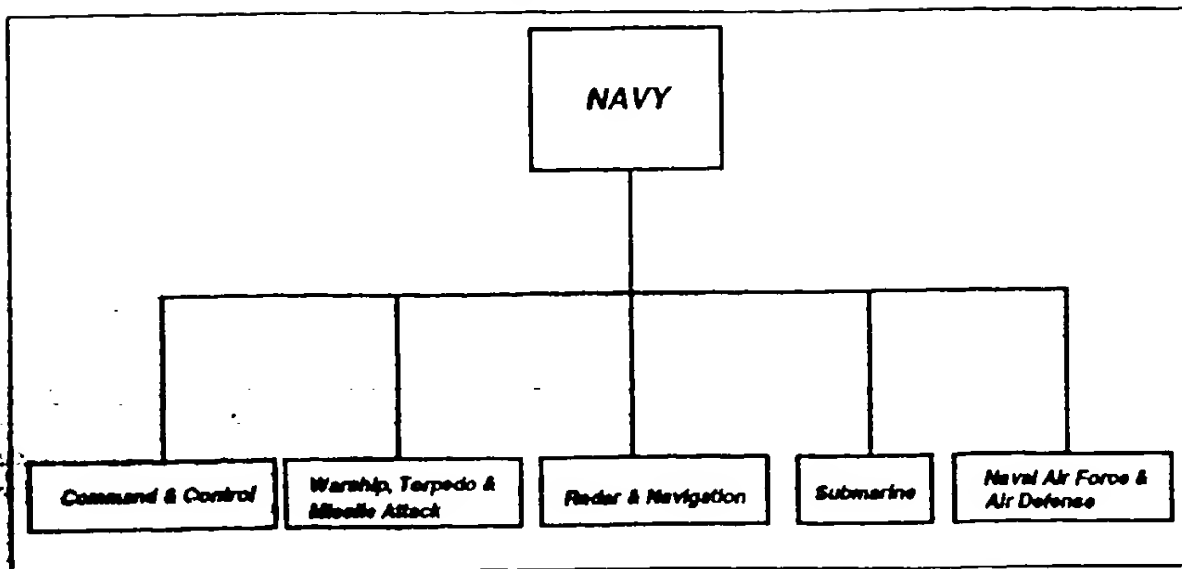 NAVY
Command & Control
Warship, Torpedo &
Missile Attack
Radar & Navigation
Submarine
Naval Air Force &
Air Defense